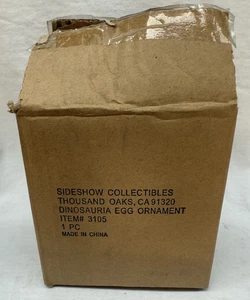 SIDESHOW COLLECTIBLES
THOUSAND OAKS, CA 91320
DINOSAURIA EGG ORNAMENT
ITEM# 3105
1 PC
MADE IN CHINA